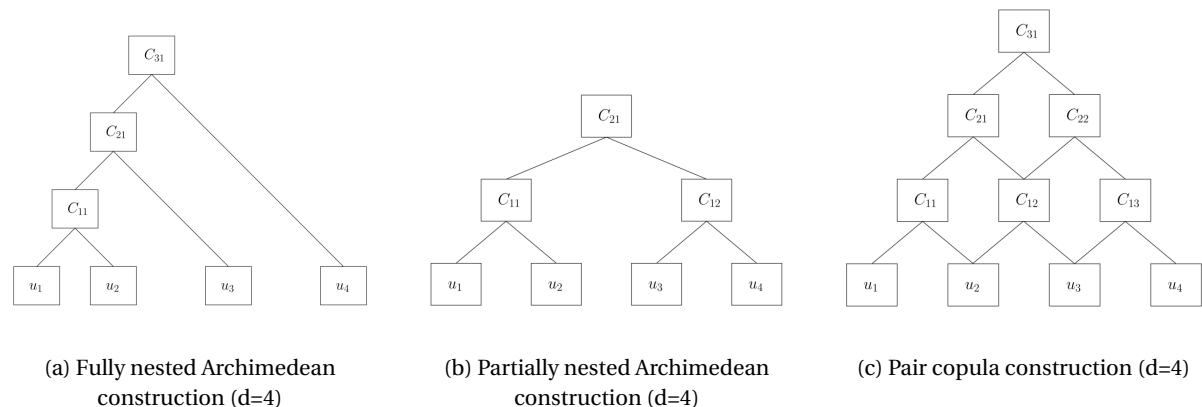 C31
C21
C11
u1 u2 u3 u4
(a) Fully nested Archimedean
construction (d=4)
C21
C11 C12
u1 u2 u3 u4
(b) Partially nested Archimedean
construction (d=4)
C31
C21 C22
C11 C12 C13
u1 u2 u3 u4
(c) Pair copula construction (d=4)